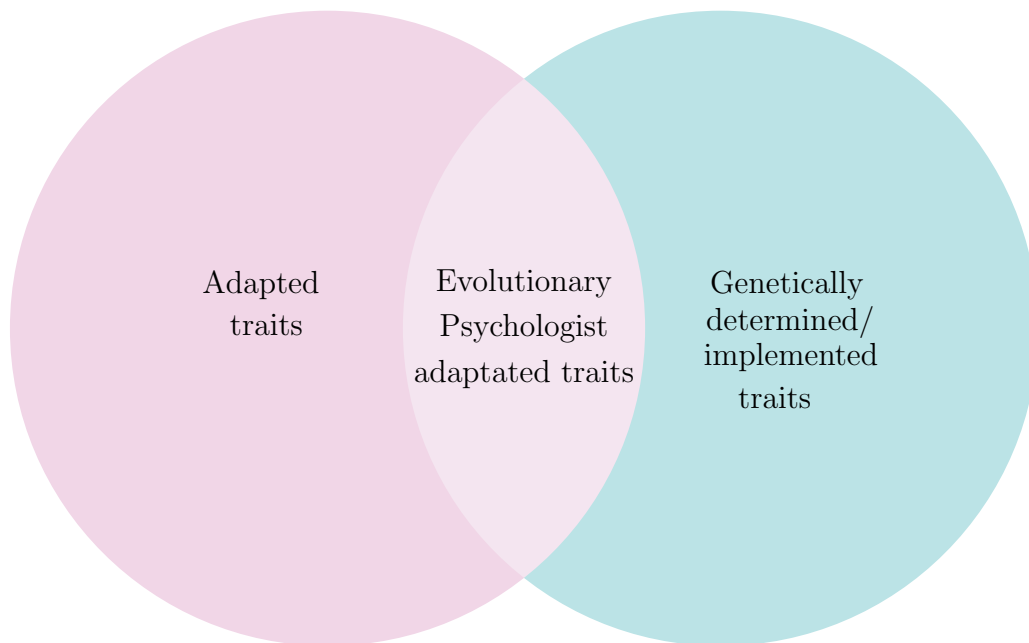 Adapted
traits
Evolutionary
Psychologist
adaptated traits
Genetically
determined/
implemented
traits